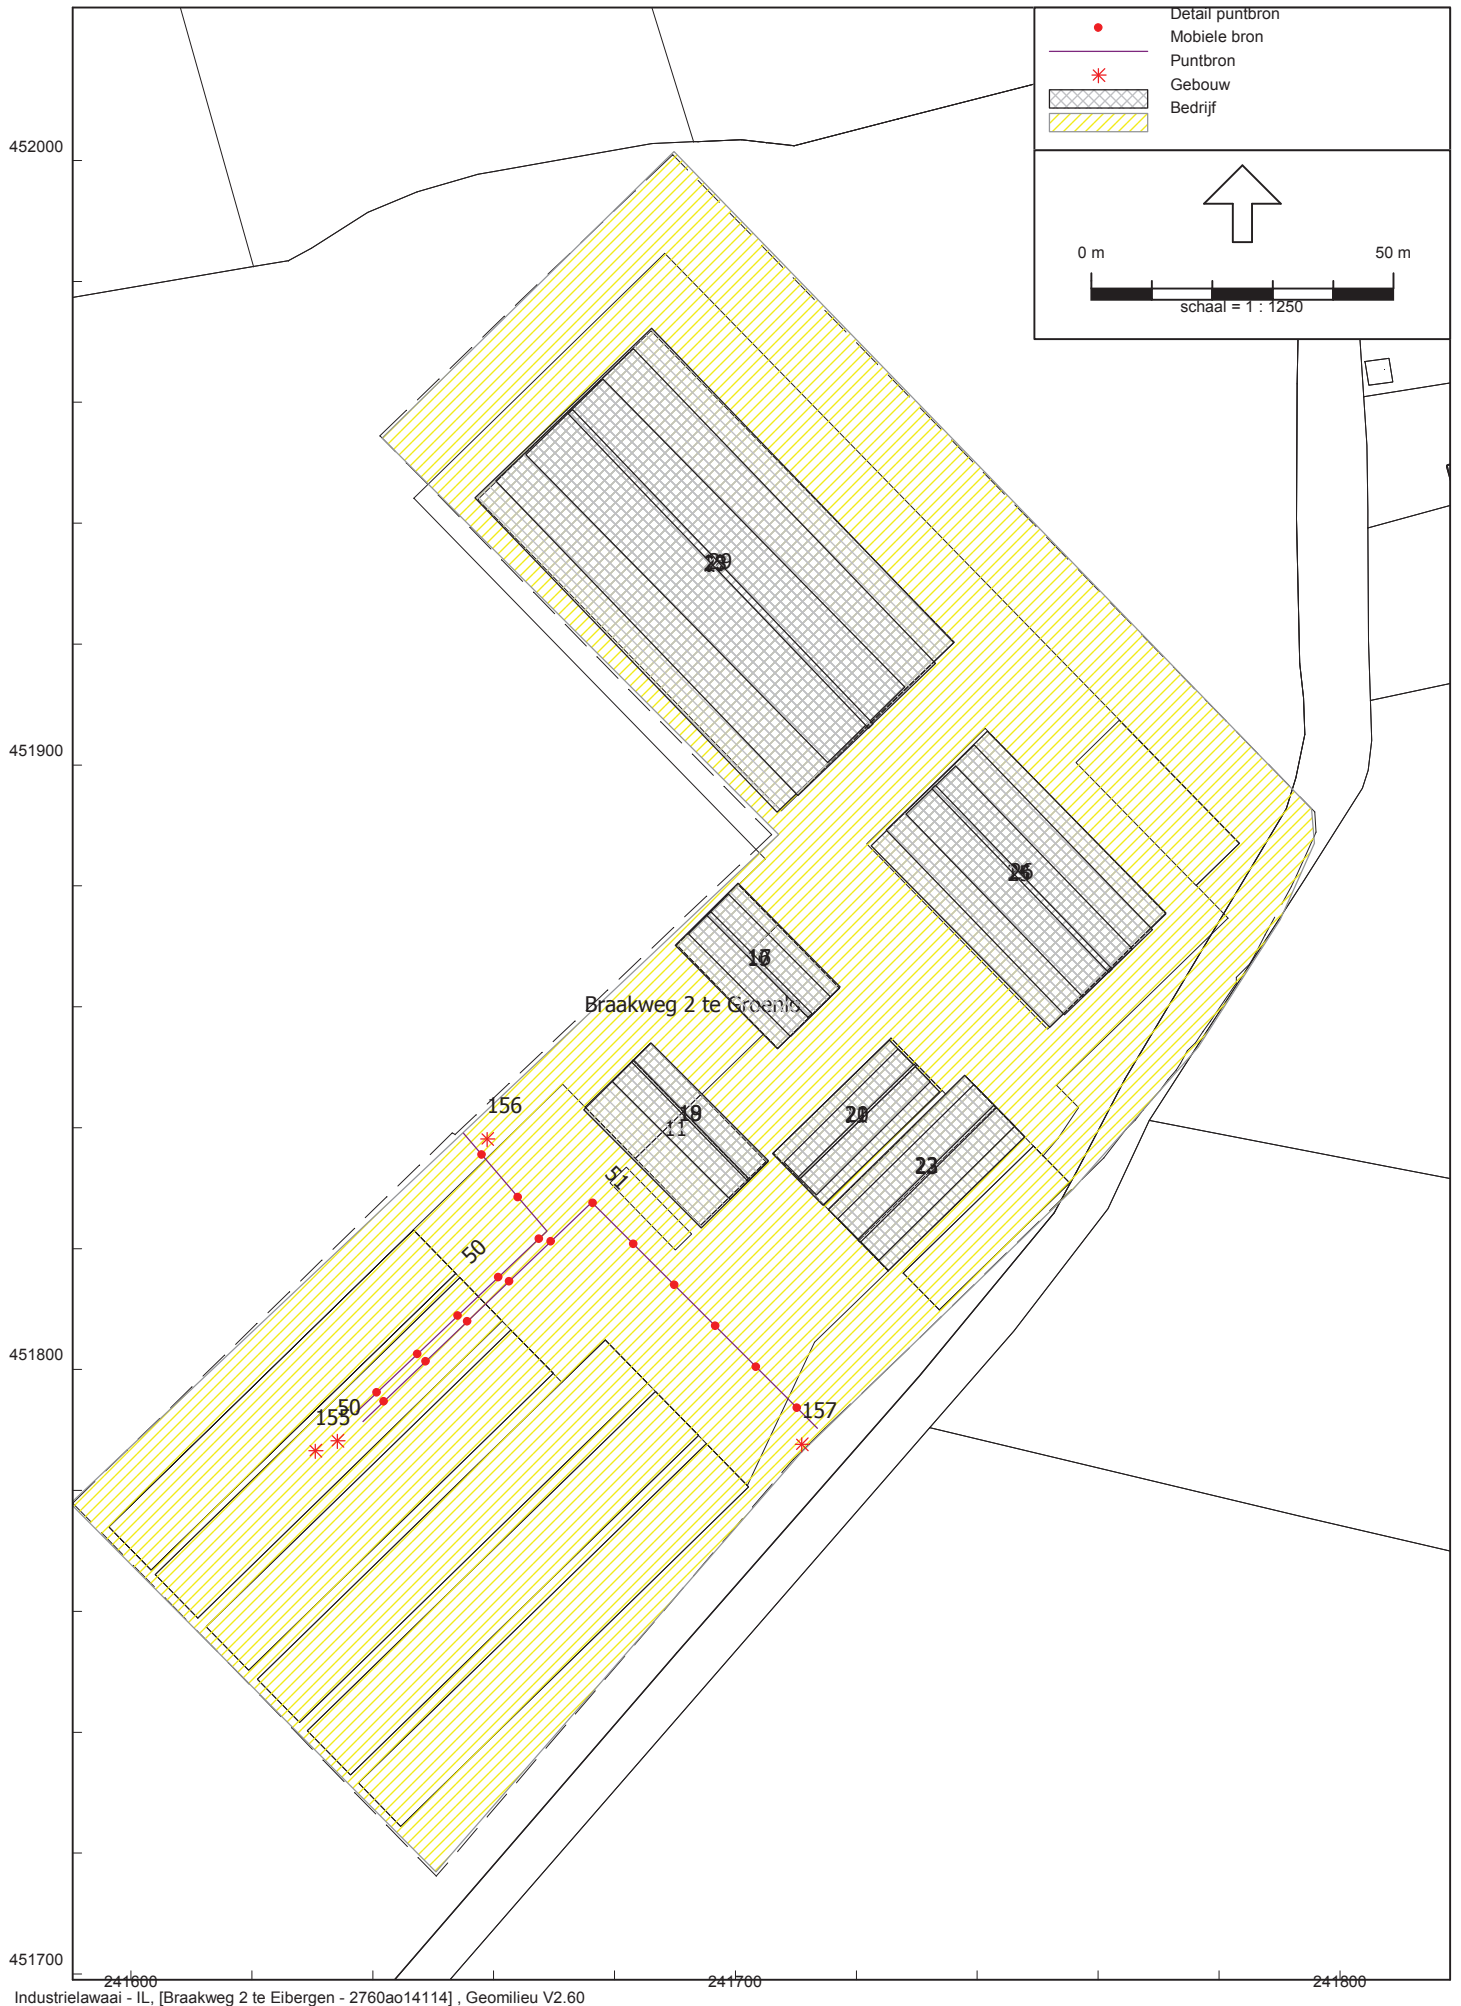 Detail puntbron
Mobiele bron
Puntbron
Gebouw
Bedrijf
0 m 50 m
schaal = 1 : 1250
452000
451900
26
Braakweg 2 te Groenlo
156
11
51
23
50
50
155
157
451800
451700
241600 241700 241800
Industrielawaai - IL, [Braakweg 2 te Eibergen - 2760ao14114] , Geomilieu V2.60